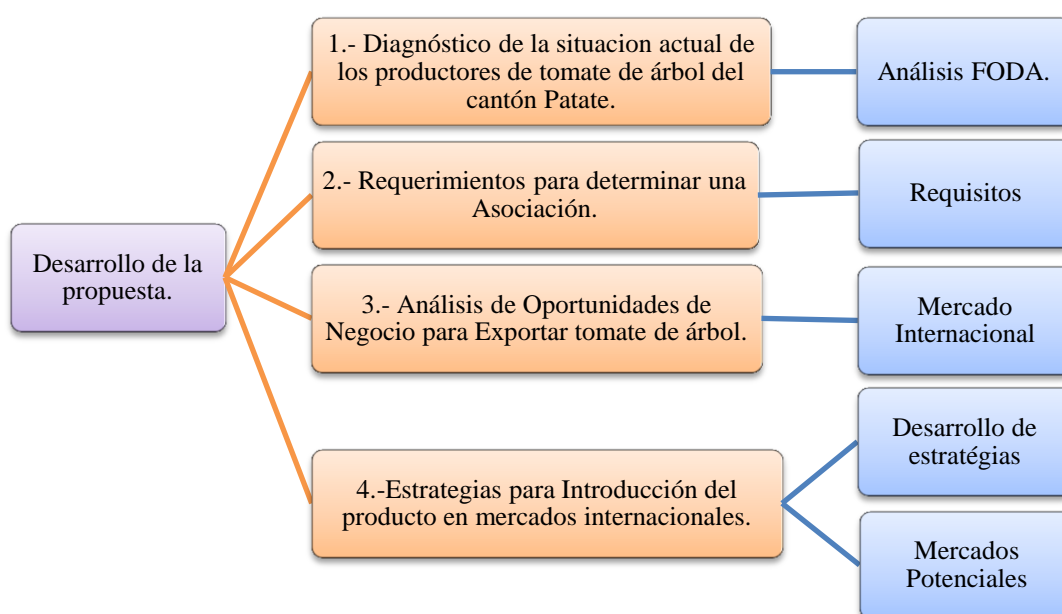 Desarrollo de la
propuesta.
1.- Diagnóstico de la situacion actual de
los productores de tomate de árbol del
cantón Patate.
Análisis FODA.
2.- Requerimientos para determinar una
Asociación.
Requisitos
3.- Análisis de Oportunidades de
Negocio para Exportar tomate de árbol.
Mercado
Internacional
4.-Estrategias para Introducción del
producto en mercados internacionales.
Desarrollo de
estratégias
Mercados
Potenciales